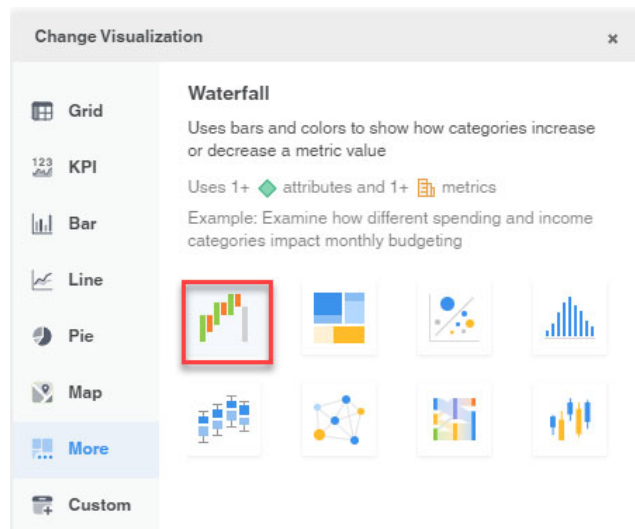 Change Visualization
×
Grid
123
KPI
Bar
Line
Pie
Map
More
Custom
Waterfall
Uses bars and colors to show how categories increase
or decrease a metric value
Uses 1+ attributes and 1+ metrics
Example: Examine how different spending and income
categories impact monthly budgeting